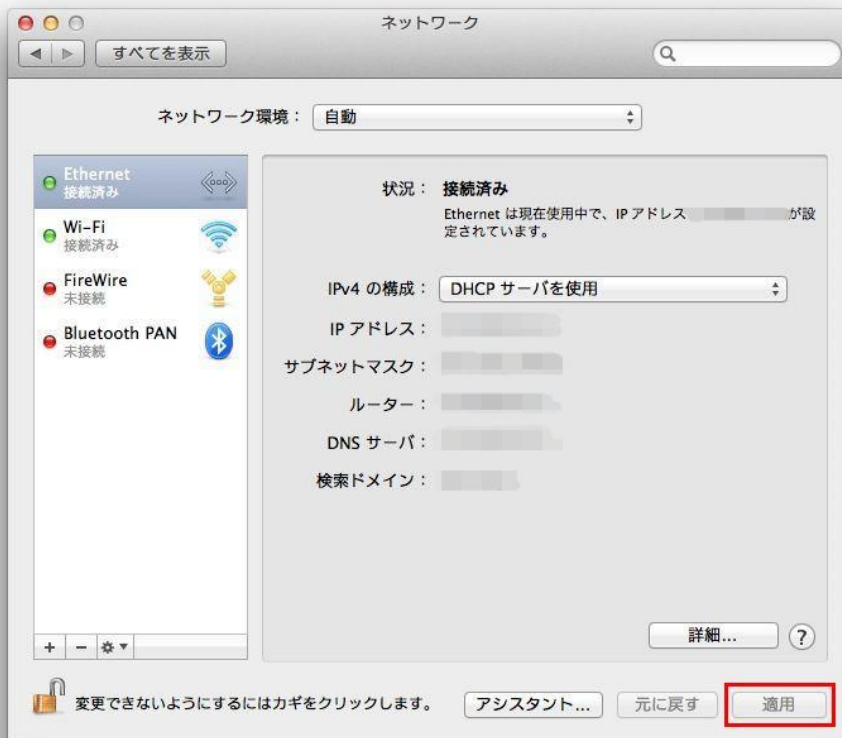 ネットワーク
すべてを表示
ネットワーク環境： 自動
Ethernet
接続済み
Wi-Fi
接続済み
FireWire
未接続
Bluetooth PAN
未接続
状況： 接続済み
Ethernet は現在使用中で、IP アドレス が設
定されています。
IPv4 の構成： DHCP サーバを使用
IP アドレス：
サブネットマスク：
ルーター：
DNS サーバ：
検索ドメイン：
詳細... ?
+ −
変更できないようにするにはカギをクリックします。 アシスタント... 元に戻す 適用